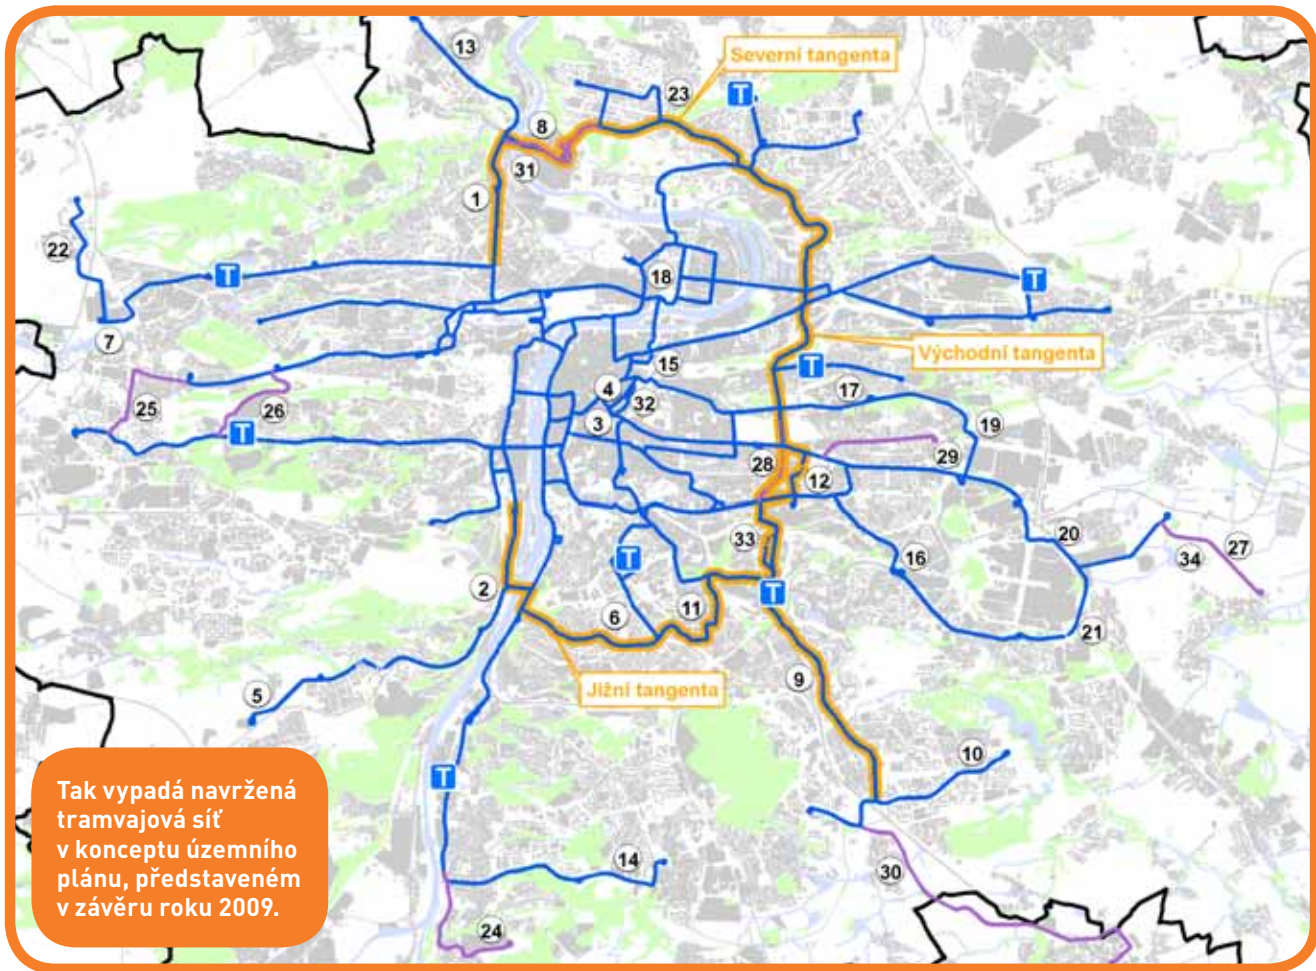 13
Severní tangenta
23
T
8
31
1
22
T
18
T
7
Východní tangenta
15
T
4
17
25
26
32
19
T
3
28
29
12
33
20
T
16
34
27
2
T
6
11
21
Jižní tangenta
9
5
10
T
14
30
24
Tak vypadá navržená
tramvajová síť
v konceptu územního
plánu, představeném
v závěru roku 2009.